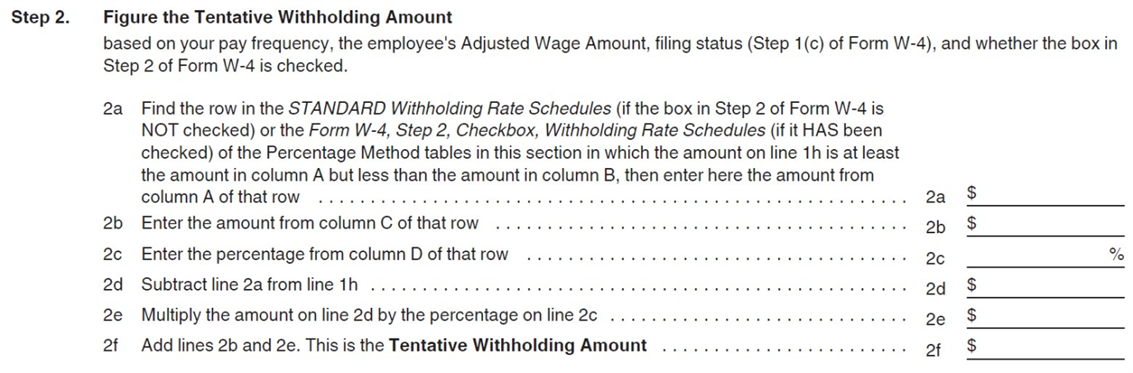 Step 2. Figure the Tentative Withholding Amount
based on your pay frequency, the employee's Adjusted Wage Amount, filing status (Step 1(c) of Form W-4), and whether the box in
Step 2 of Form W-4 is checked.
2a Find the row in the STANDARD Withholding Rate Schedules (if the box in Step 2 of Form W-4 is
NOT checked) or the Form W-4, Step 2, Checkbox, Withholding Rate Schedules (if it HAS been
checked) of the Percentage Method tables in this section in which the amount on line 1h is at least
the amount in column A but less than the amount in column B, then enter here the amount from
column A of that row 2a $
2b Enter the amount from column C of that row 2b $
2c Enter the percentage from column D of that row 2c %
2d Subtract line 2a from line 1h 2d $
2e Multiply the amount on line 2d by the percentage on line 2c 2e $
2f Add lines 2b and 2e. This is the Tentative Withholding Amount 2f $